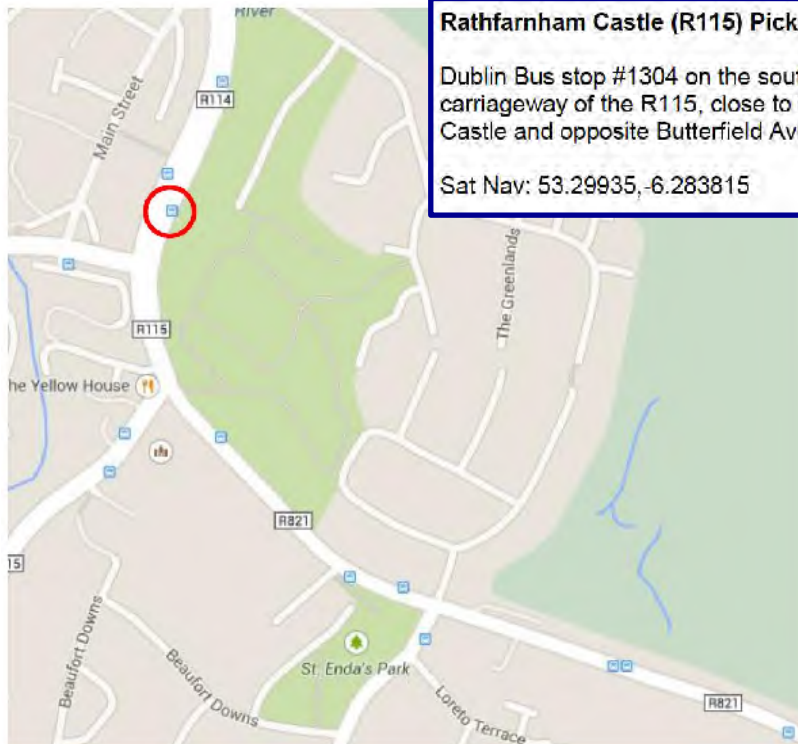 Rathfarnham Castle (R115) Pick
Dublin Bus stop #1304 on the sou
carriageway of the R115, close to
Castle and opposite Butterfield Av
Sat Nav: 53.29935,-6.283815
River
R114
Main Street
The Greenlands
R115
he Yellow House
R821
15
Beaufort Downs
Beaufort Downs
St. Enda's Park
Loreto Terrace
R821